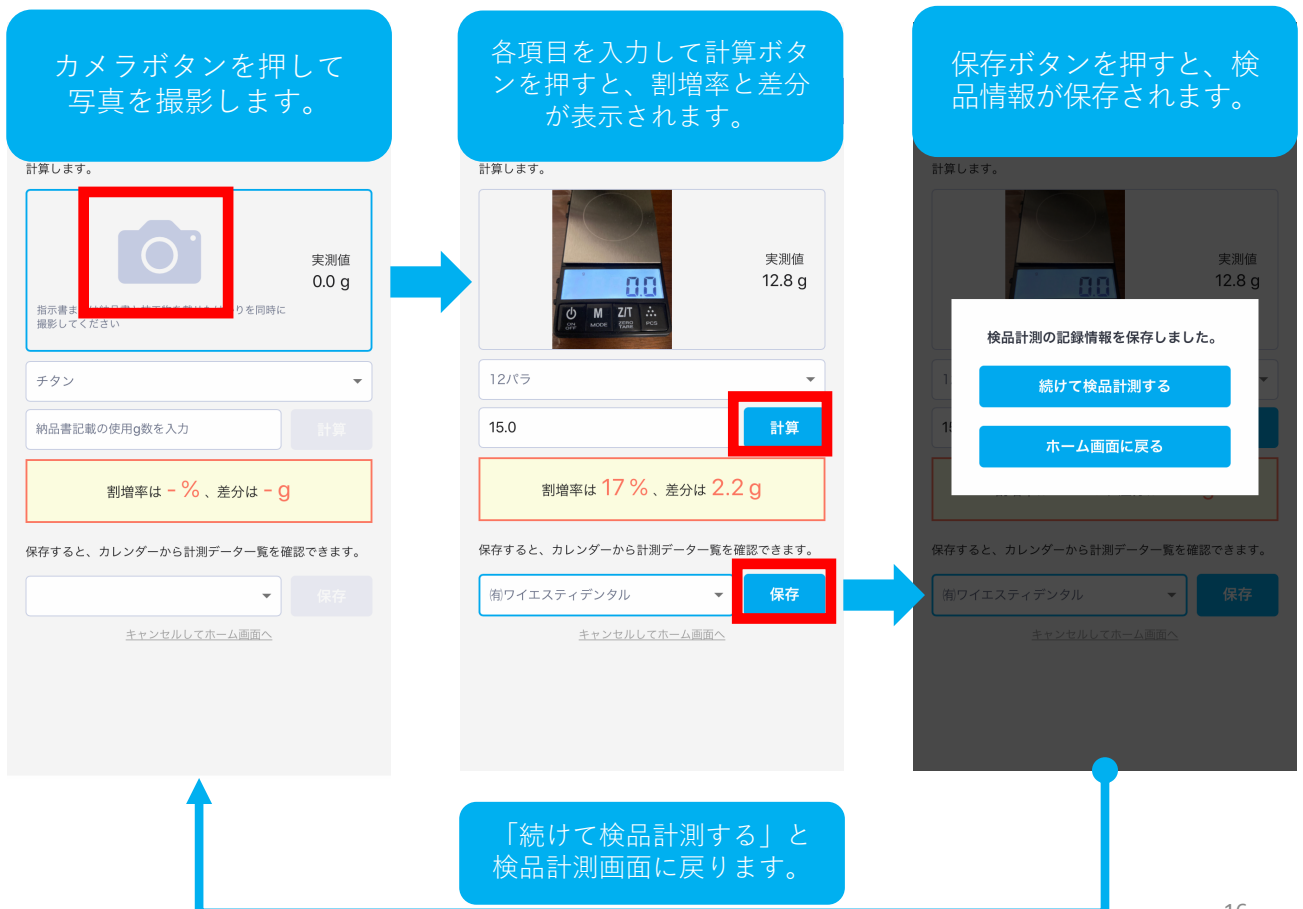 カメラボタンを押して
写真を撮影します。
計算します。
実測値
0.0 g
指示書ま
りを同時に
撮影してください
チタン
納品書記載の使用g数を入力
計算
割増率は - % 、差分は - g
保存すると、カレンダーから計測データ一覧を確認できます。
保存
キャンセルしてホーム画面へ
各項目を入力して計算ボタ
ンを押すと、割増率と差分
が表示されます。
計算します。
0.0
ON OFF
M MODE
Z/T ZERO TARE
PCS
実測値
12.8 g
12パラ
15.0
計算
割増率は 17 % 、差分は 2.2 g
保存すると、カレンダーから計測データ一覧を確認できます。
㈲ワイエスティデンタル
保存
キャンセルしてホーム画面へ
保存ボタンを押すと、検
品情報が保存されます。
計算します。
0.0
実測値
12.8 g
検品計測の記録情報を保存しました。
続けて検品計測する
ホーム画面に戻る
保存すると、カレンダーから計測データ一覧を確認できます。
㈲ワイエスティデンタル
保存
キャンセルしてホーム画面へ
「続けて検品計測する」と
検品計測画面に戻ります。